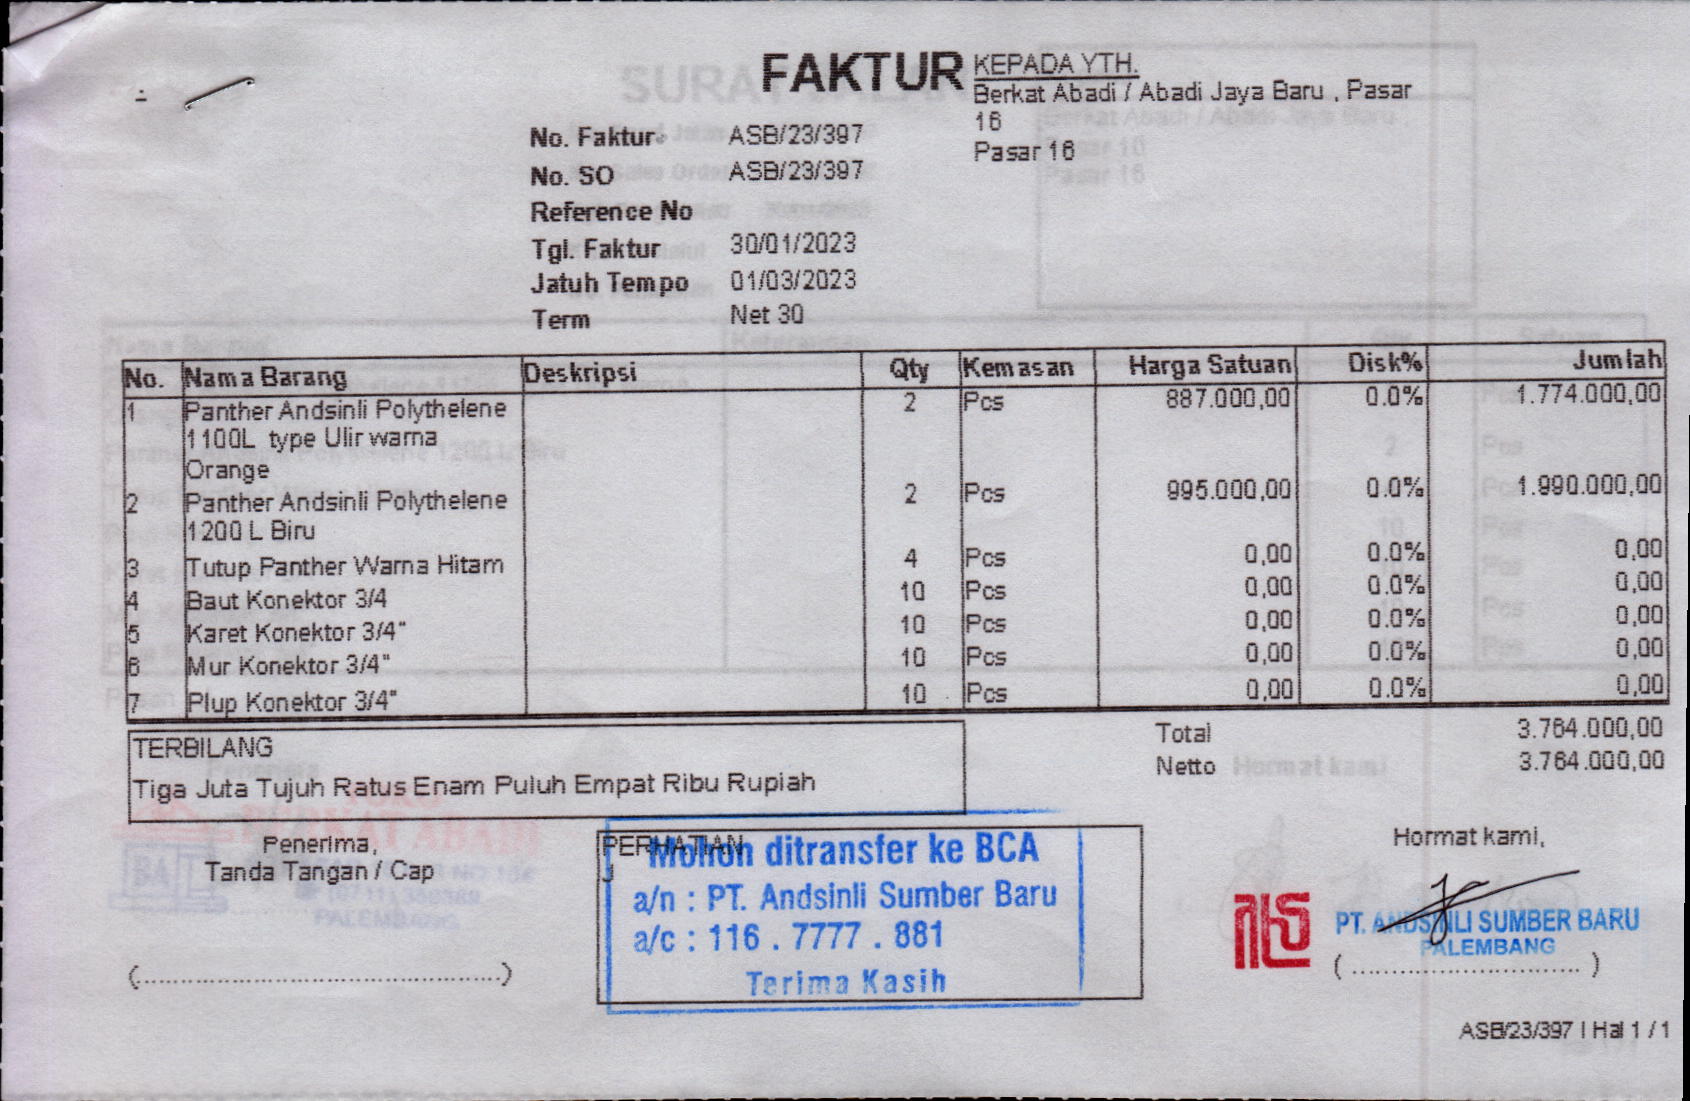 FAKTUR
KEPADA YTH.
Berkat Abadi / Abadi Jaya Baru , Pasar
16
Pasar 16
No. Faktur ASB/23/397
No. SO ASB/23/397
Reference No
Tgl. Faktur 30/01/2023
Jatuh Tempo 01/03/2023
Term Net 30
No. Nama Barang Deskripsi Qty Kemasan Harga Satuan Disk% Jumlah
1 Panther Andsinli Polythelene 2 Pcs 887.000,00 0.0% 1.774.000,00
1100L type Ulir warna
Orange
2 Panther Andsinli Polythelene 2 Pcs 995.000,00 0.0% 1.990.000,00
1200 L Biru
3 Tutup Panther Warna Hitam 4 Pcs 0,00 0.0% 0,00
4 Baut Konektor 3/4 10 Pcs 0,00 0.0% 0,00
5 Karet Konektor 3/4" 10 Pcs 0,00 0.0% 0,00
6 Mur Konektor 3/4" 10 Pcs 0,00 0.0% 0,00
7 Plup Konektor 3/4" 10 Pcs 0,00 0.0% 0,00
Total 3.764.000,00
Netto 3.764.000,00
TERBILANG
Tiga Juta Tujuh Ratus Enam Puluh Empat Ribu Rupiah
Penerima,
Tanda Tangan / Cap
(..........................................)
PERHATIAN
Mohon ditransfer ke BCA
a/n : PT. Andsinli Sumber Baru
a/c : 116 . 7777 . 881
Terima Kasih
Hormat kami,
PT. ANDSINLI SUMBER BARU
PALEMBANG
(.............................)
ASB/23/397 | Hal 1 / 1